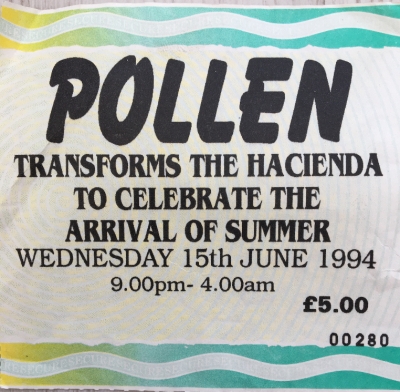 POLLEN
TRANSFORMS THE HACIENDA
TO CELEBRATE THE
ARRIVAL OF SUMMER
WEDNESDAY 15th JUNE 1994
9.00pm- 4.00am
£5.00
00280